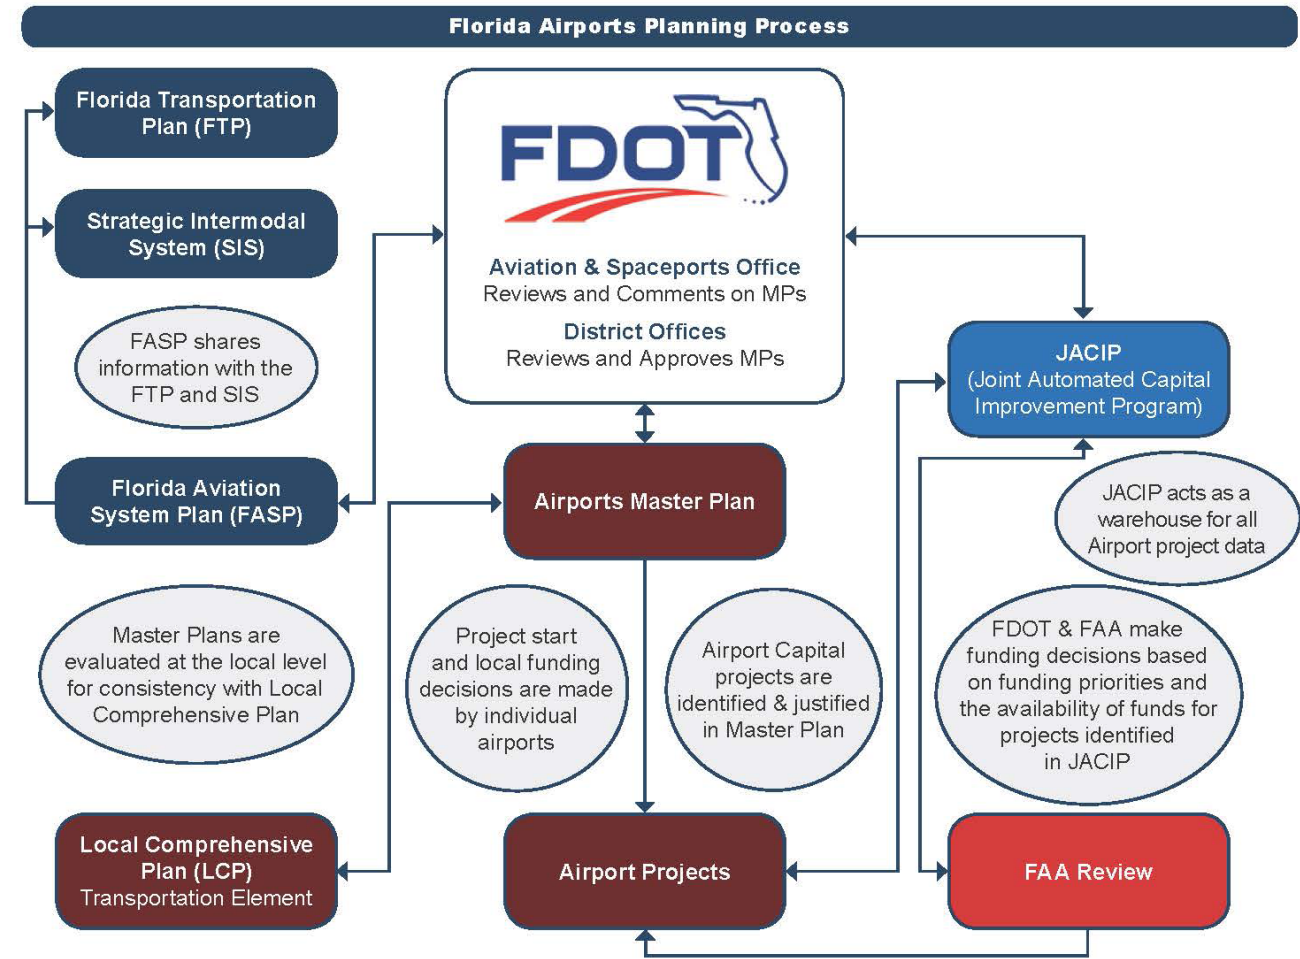 Florida Airports Planning Process
Florida Transportation
Plan (FTP)
Strategic Intermodal
System (SIS)
FASP shares
information with the
FTP and SIS
Florida Aviation
System Plan (FASP)
Master Plans are
evaluated at the local level
for consistency with Local
Comprehensive Plan
Local Comprehensive
Plan (LCP)
Transportation Element
FDOT
Aviation & Spaceports Office
Reviews and Comments on MPs
District Offices
Reviews and Approves MPs
Airports Master Plan
Project start
and local funding
decisions are made
by individual
airports
Airport Capital
projects are
identified & justified
in Master Plan
Airport Projects
JACIP
(Joint Automated Capital
Improvement Program)
JACIP acts as a
warehouse for all
Airport project data
FDOT & FAA make
funding decisions based
on funding priorities and
the availability of funds for
projects identified
in JACIP
FAA Review